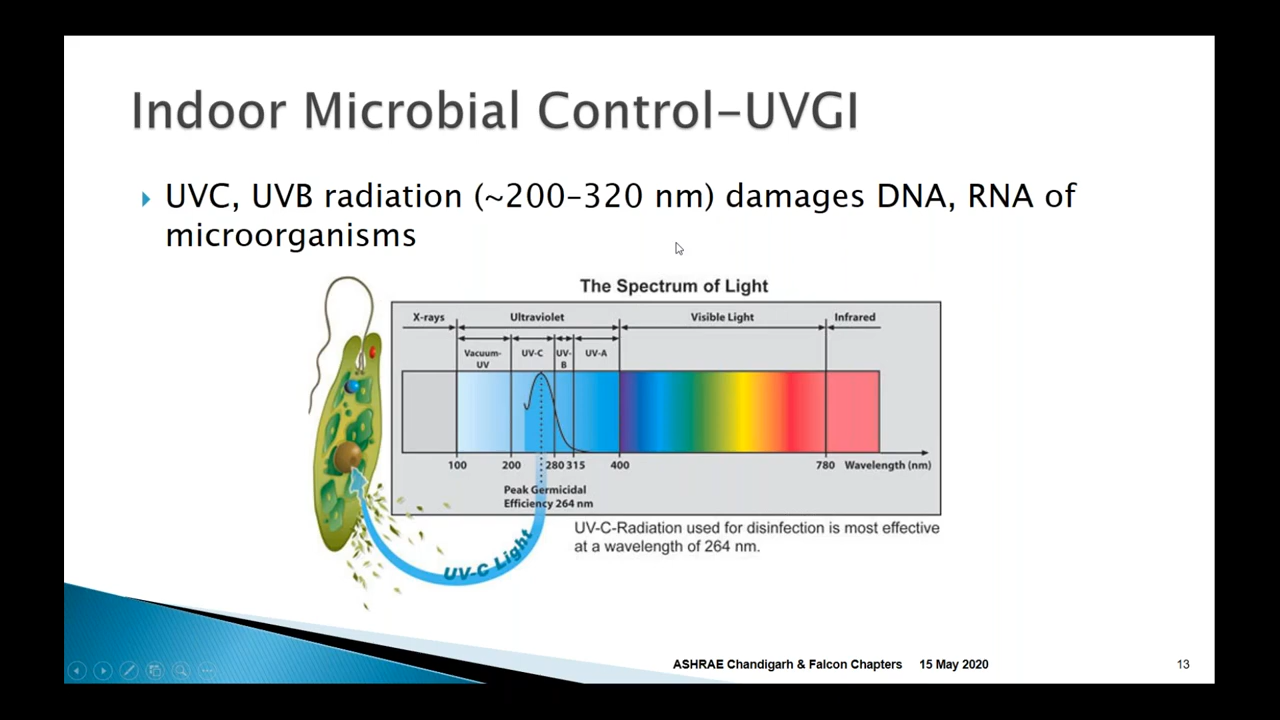 Indoor Microbial Control-UVGI
UVC, UVB radiation (~200-320 nm) damages DNA, RNA of
microorganisms
The Spectrum of Light
X-rays Ultraviolet Visible Light Infrared
Vacuum-
UV
UV-C
UV-
B
UV-A
100 200 280 315 400 780 Wavelength (nm)
Peak Germicidal
Efficiency 264 nm
UV-C Light
UV-C-Radiation used for disinfection is most effective
at a wavelength of 264 nm.
ASHRAE Chandigarh & Falcon Chapters 15 May 2020 13